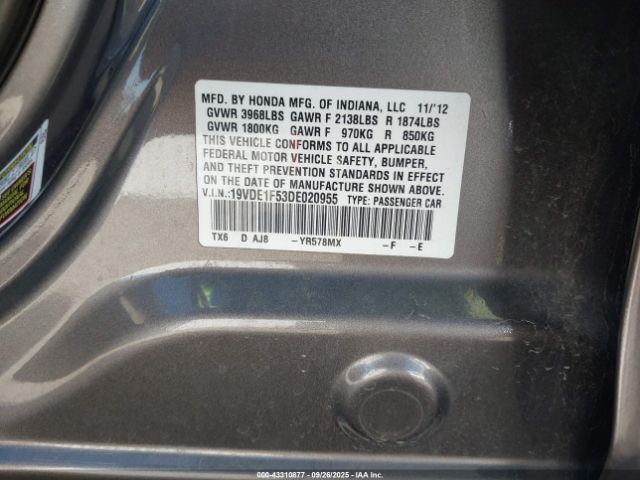 MFD. BY HONDA MFG. OF INDIANA, LLC 11/'12
GVWR 3968LBS GAWR F 2138LBS R 1874LBS
GVWR 1800KG GAWR F 970KG R 850KG
THIS VEHICLE CONFORMS TO ALL APPLICABLE
FEDERAL MOTOR VEHICLE SAFETY, BUMPER,
AND THEFT PREVENTION STANDARDS IN EFFECT
ON THE DATE OF MANUFACTURE SHOWN ABOVE.
V.I.N.:19VDE1F53DE020955 TYPE: PASSENGER CAR
TX6 D AJ8 -YR578MX -F -E
000-43310877 - 09/26/2025 - IAA, Inc.